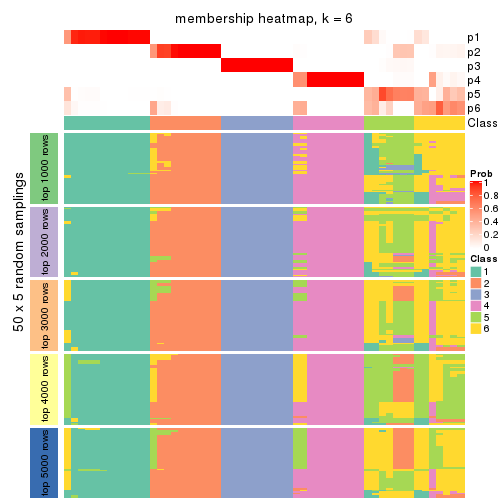 membership heatmap, k = 6
p1
p2
p3
p4
p5
p6
Class
50 x 5 random samplings
top 1000 rows
top 2000 rows
top 3000 rows
top 4000 rows
top 5000 rows
Prob
1
0.8
0.6
0.4
0.2
0
Class
1
2
3
4
5
6